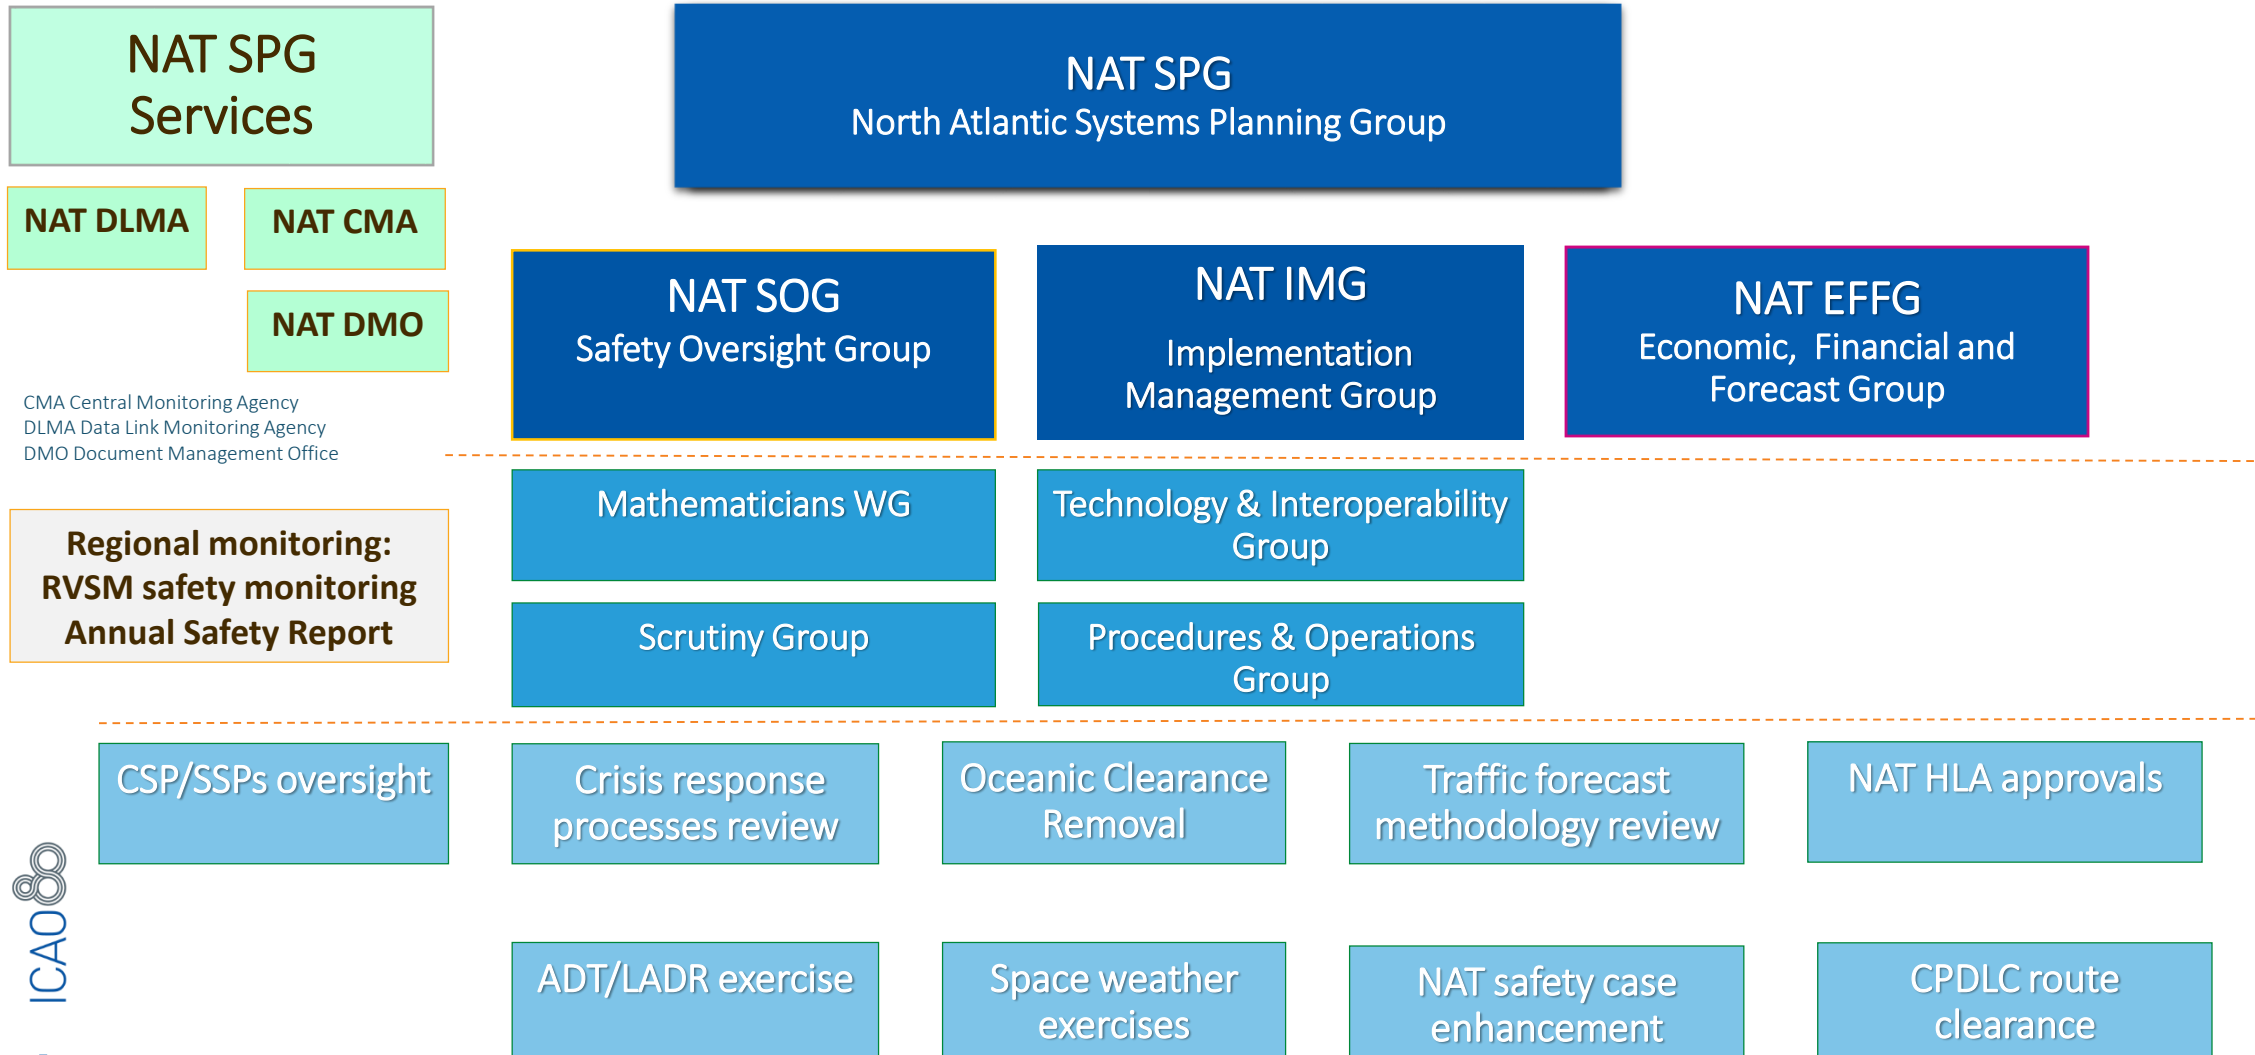 NAT SPG
Services
NAT SPG
North Atlantic Systems Planning Group
NAT DLMA
NAT CMA
NAT DMO
CMA Central Monitoring Agency
DLMA Data Link Monitoring Agency
DMO Document Management Office
NAT SOG
Safety Oversight Group
NAT IMG
Implementation
Management Group
NAT EFFG
Economic, Financial and
Forecast Group
Regional monitoring:
RVSM safety monitoring
Annual Safety Report
Mathematicians WG
Technology & Interoperability
Group
Scrutiny Group
Procedures & Operations
Group
CSP/SSPs oversight
Crisis response
processes review
Oceanic Clearance
Removal
Traffic forecast
methodology review
NAT HLA approvals
ICAO
ADT/LADR exercise
Space weather
exercises
NAT safety case
enhancement
CPDLC route
clearance